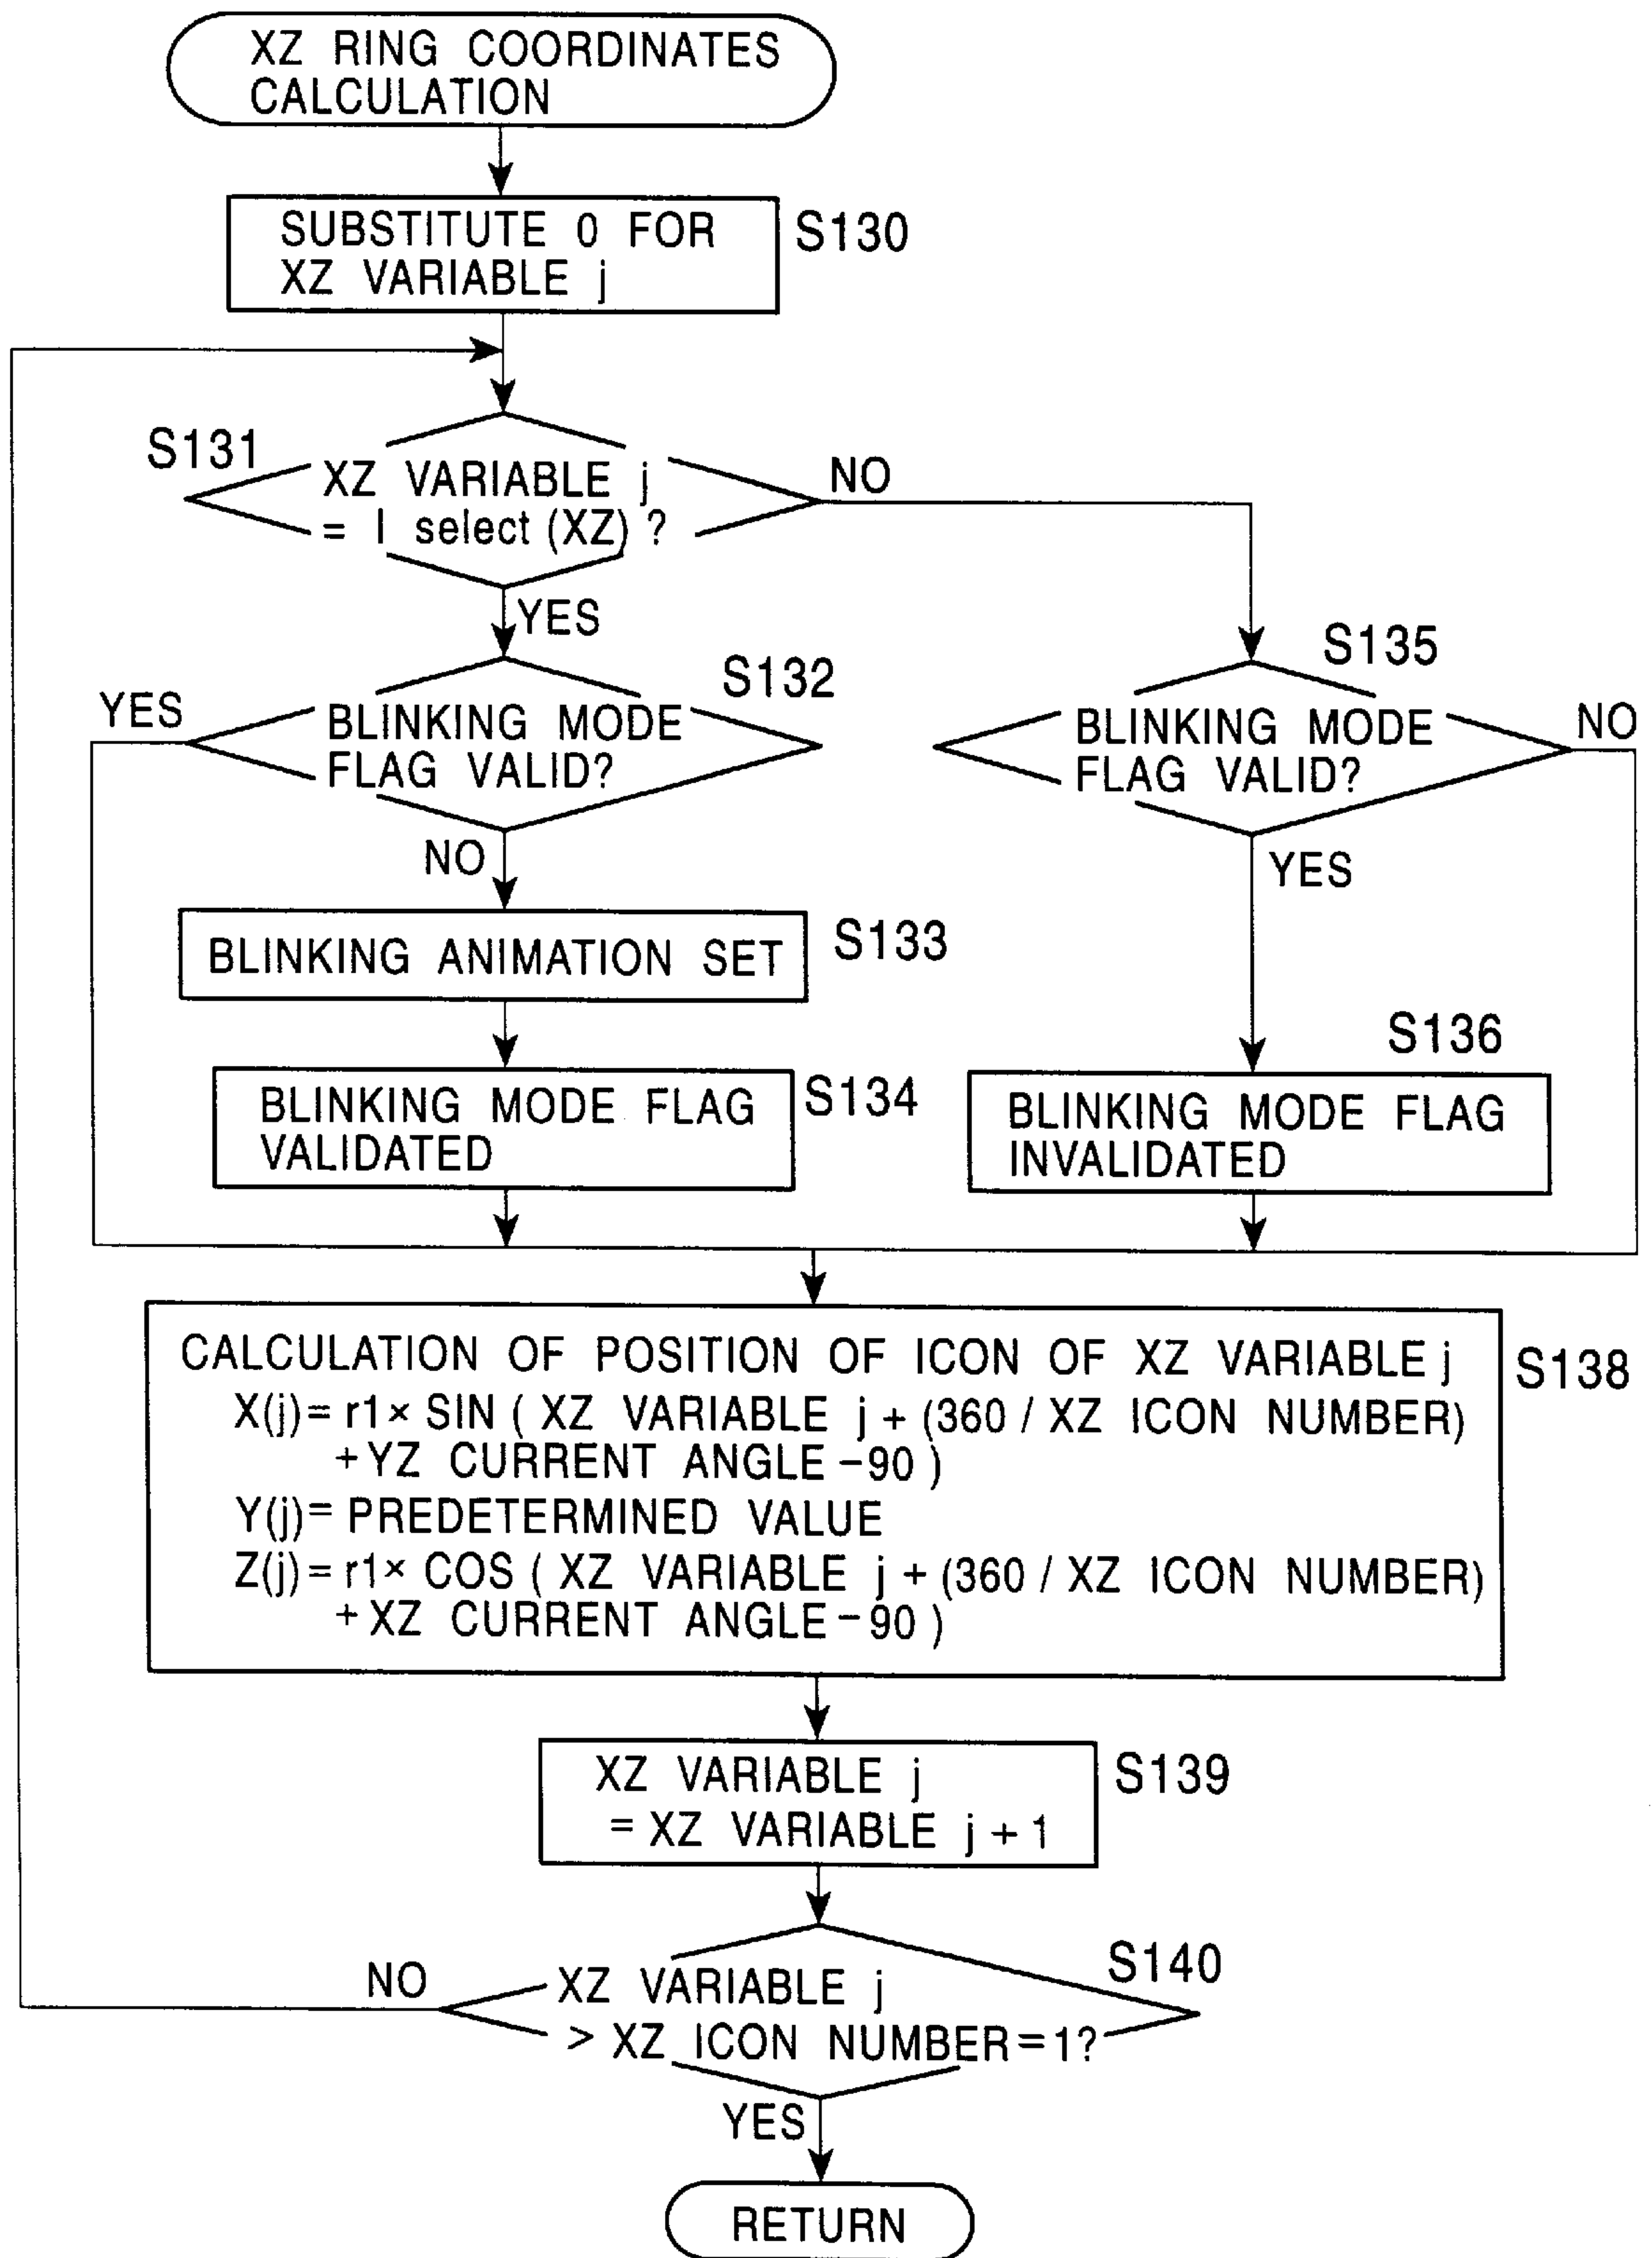 XZ RING COORDINATES
CALCULATION
SUBSTITUTE 0 FOR
XZ VARIABLE j
S130
S131
XZ VARIABLE j
= I select (XZ) ?
NO
YES
S132
BLINKING MODE
FLAG VALID?
YES
NO
S135
BLINKING MODE
FLAG VALID?
NO
YES
BLINKING ANIMATION SET
S133
BLINKING MODE FLAG
VALIDATED
S134
S136
BLINKING MODE FLAG
INVALIDATED
CALCULATION OF POSITION OF ICON OF XZ VARIABLE j
X(j)= r1× SIN ( XZ VARIABLE j + (360 / XZ ICON NUMBER)
+YZ CURRENT ANGLE-90 )
Y(j)= PREDETERMINED VALUE
Z(j)= r1× COS ( XZ VARIABLE j + (360 / XZ ICON NUMBER)
+XZ CURRENT ANGLE-90 )
S138
XZ VARIABLE j
= XZ VARIABLE j + 1
S139
S140
XZ VARIABLE j
> XZ ICON NUMBER=1?
NO
YES
RETURN